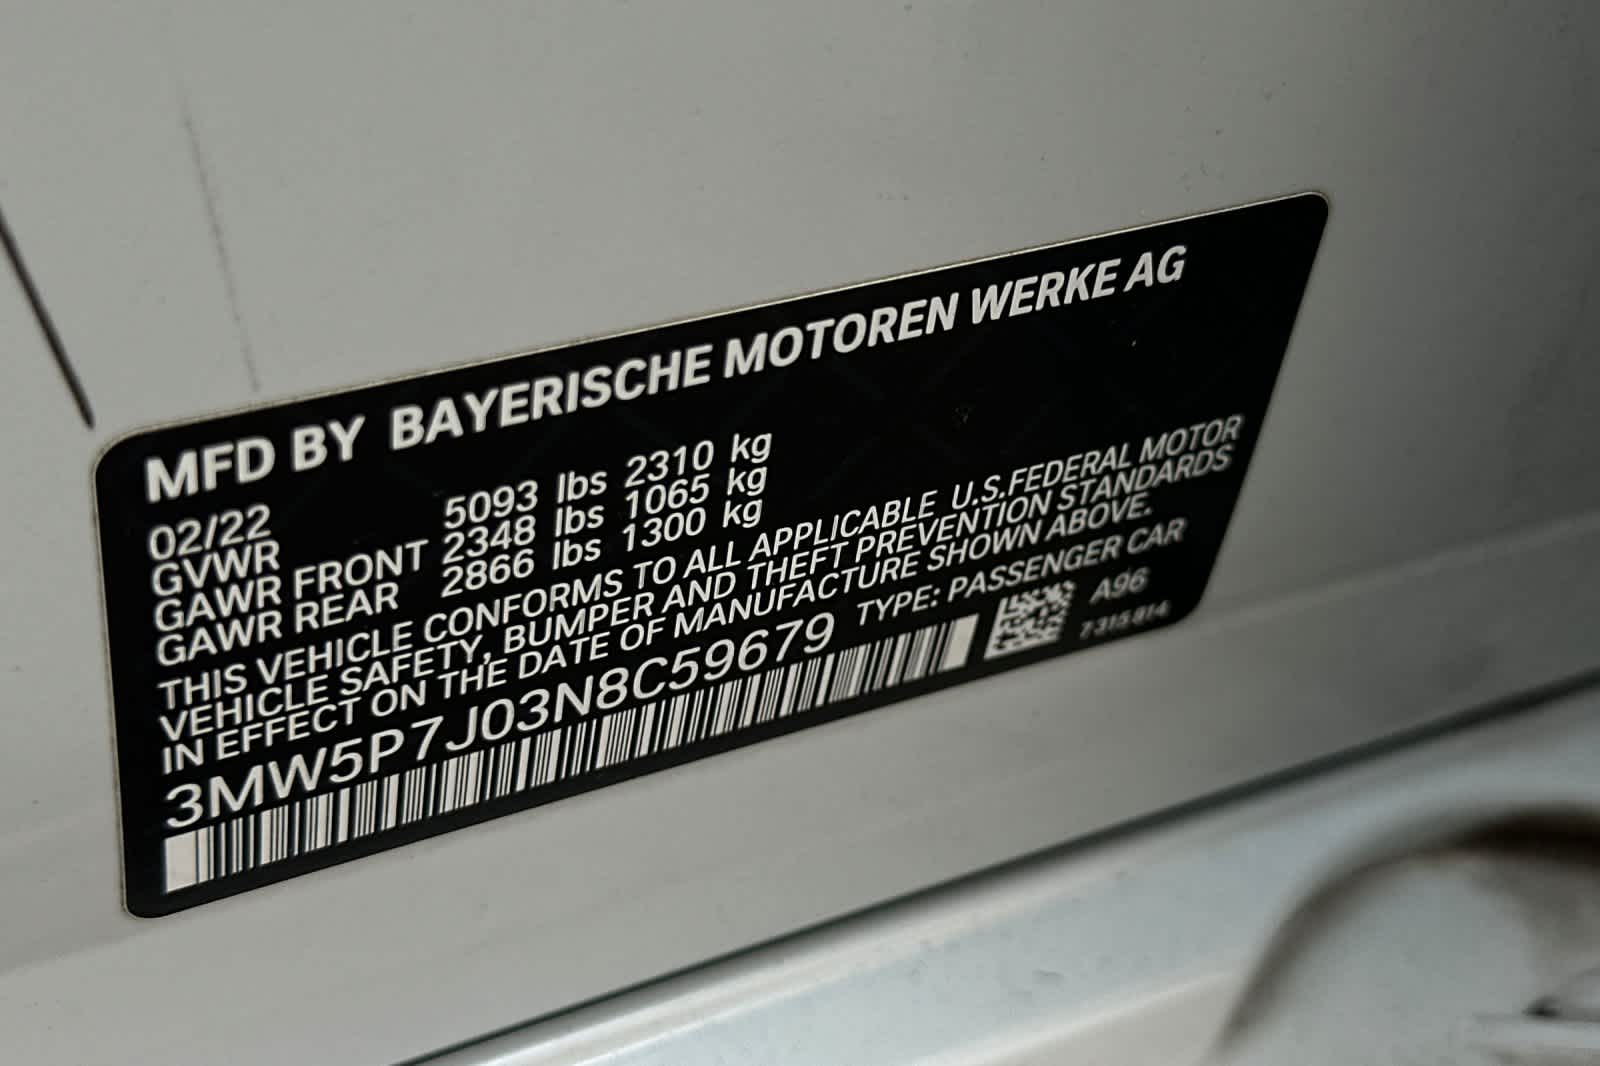 MFD BY BAYERISCHE MOTOREN WERKE AG
02/22
GVWR 5093 lbs 2310 kg
GAWR FRONT 2348 lbs 1065 kg
GAWR REAR 2866 lbs 1300 kg
THIS VEHICLE CONFORMS TO ALL APPLICABLE U.S.FEDERAL MOTOR
VEHICLE SAFETY, BUMPER AND THEFT PREVENTION STANDARDS
IN EFFECT ON THE DATE OF MANUFACTURE SHOWN ABOVE.
3MW5P7J03N8C59679 TYPE: PASSENGER CAR
A96
7315814